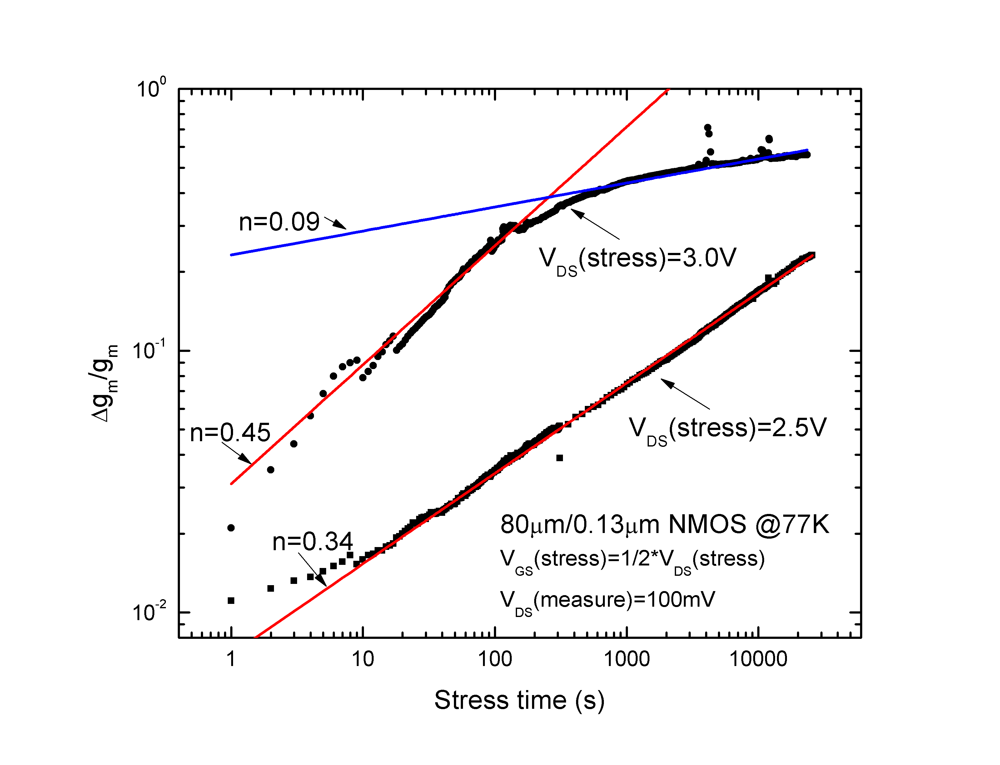 10⁰
n=0.09
V_DS(stress)=3.0V
10⁻¹
Δg_m/g_m
n=0.45
V_DS(stress)=2.5V
80μm/0.13μm NMOS @77K
n=0.34
V_GS(stress)=1/2*V_DS(stress)
V_DS(measure)=100mV
10⁻²
1 10 100 1000 10000
Stress time (s)